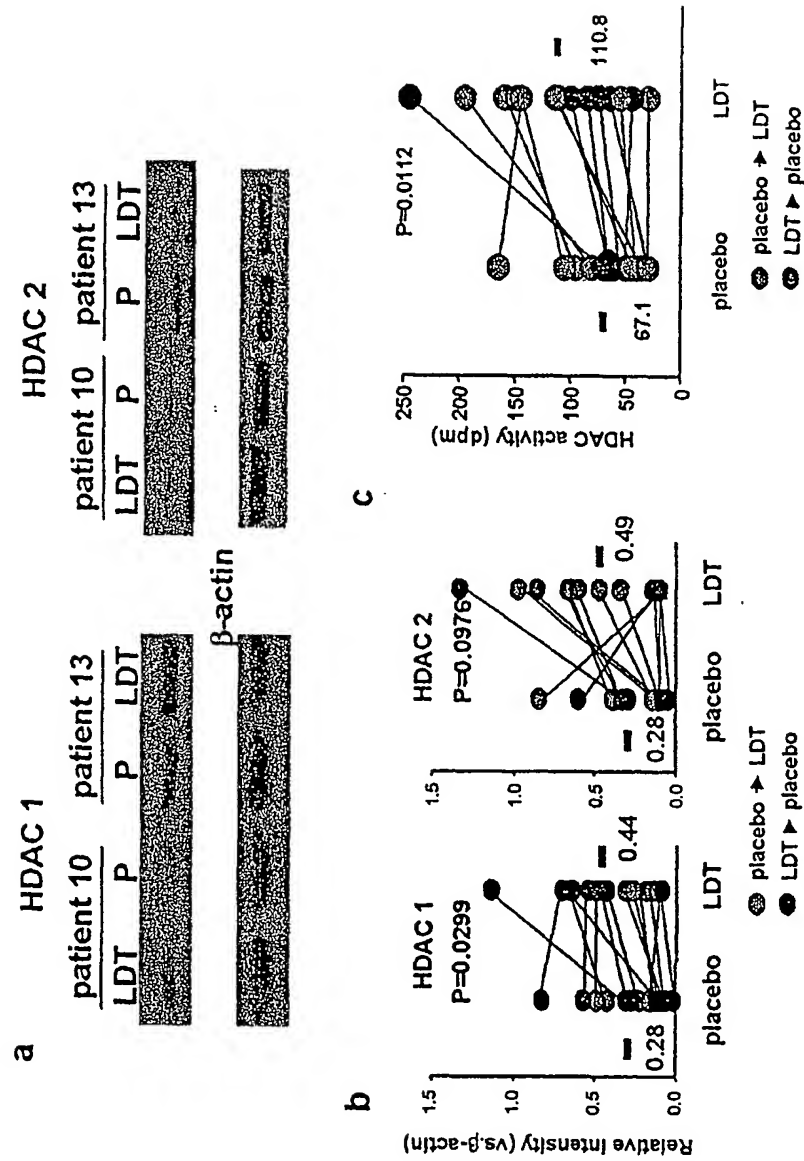 a
HDAC 1
HDAC 2
patient 10
patient 13
patient 10
patient 13
LDT P
P LDT
LDT P
P LDT
β-actin
b
Relative Intensity (vs.β-actin)
1.5
1.0
0.5
0.0
HDAC 1
P=0.0299
0.28
0.44
placebo
LDT
1.5
1.0
0.5
0.0
HDAC 2
P=0.0976
0.28
0.49
placebo
LDT
placebo → LDT
LDT → placebo
c
HDAC activity (dpm)
250
200
150
100
50
0
P=0.0112
67.1
110.8
placebo
LDT
placebo → LDT
LDT → placebo